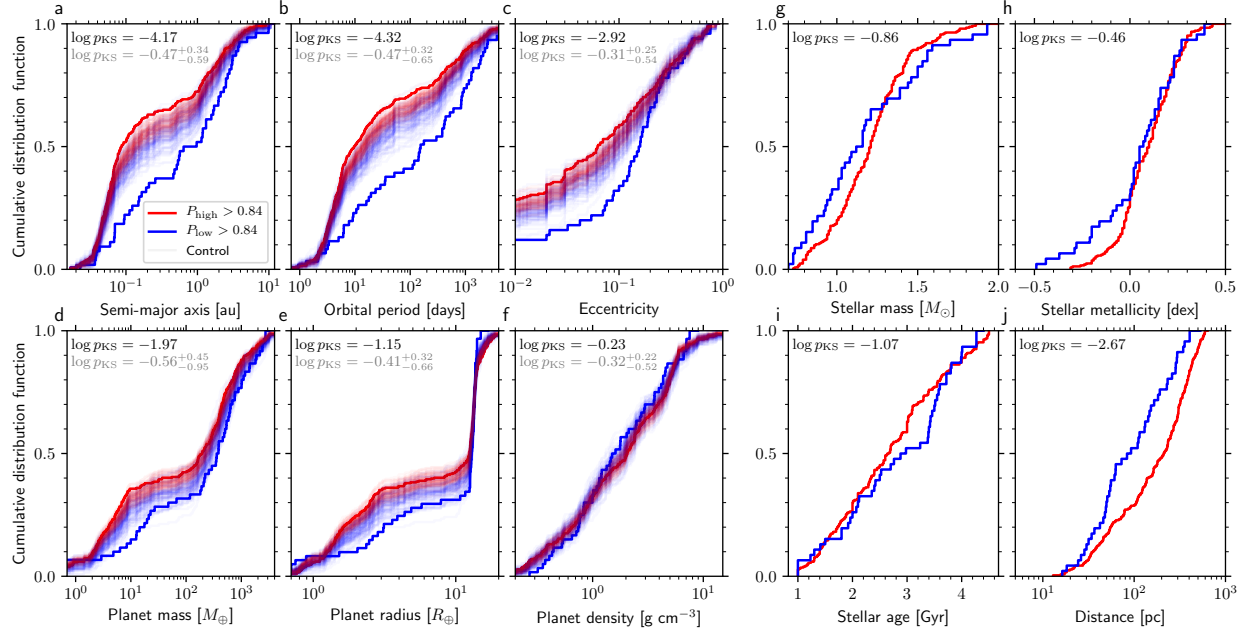 a
b
c
g
h
log p_KS = −4.17
log p_KS = −0.47^{+0.34}_{−0.59}
log p_KS = −4.32
log p_KS = −0.47^{+0.32}_{−0.65}
log p_KS = −2.92
log p_KS = −0.31^{+0.25}_{−0.54}
log p_KS = −0.86
log p_KS = −0.46
1.0
0.5
0.0
Cumulative distribution function
P_high > 0.84
P_low > 0.84
Control
10^{−1} 10^0 10^1
10^0 10^2
10^{−2} 10^{−1} 10^0
1.0 1.5 2.0
−0.5 0.0 0.5
Semi-major axis [au]
Orbital period [days]
Eccentricity
Stellar mass [M_⊙]
Stellar metallicity [dex]
d
e
f
i
j
log p_KS = −1.97
log p_KS = −0.56^{+0.45}_{−0.95}
log p_KS = −1.15
log p_KS = −0.41^{+0.32}_{−0.66}
log p_KS = −0.23
log p_KS = −0.32^{+0.22}_{−0.52}
log p_KS = −1.07
log p_KS = −2.67
1.0
0.5
0.0
Cumulative distribution function
10^0 10^1 10^2 10^3
10^0 10^1
10^0 10^1
1 2 3 4
10^1 10^2 10^3
Planet mass [M_⊕]
Planet radius [R_⊕]
Planet density [g cm^{−3}]
Stellar age [Gyr]
Distance [pc]